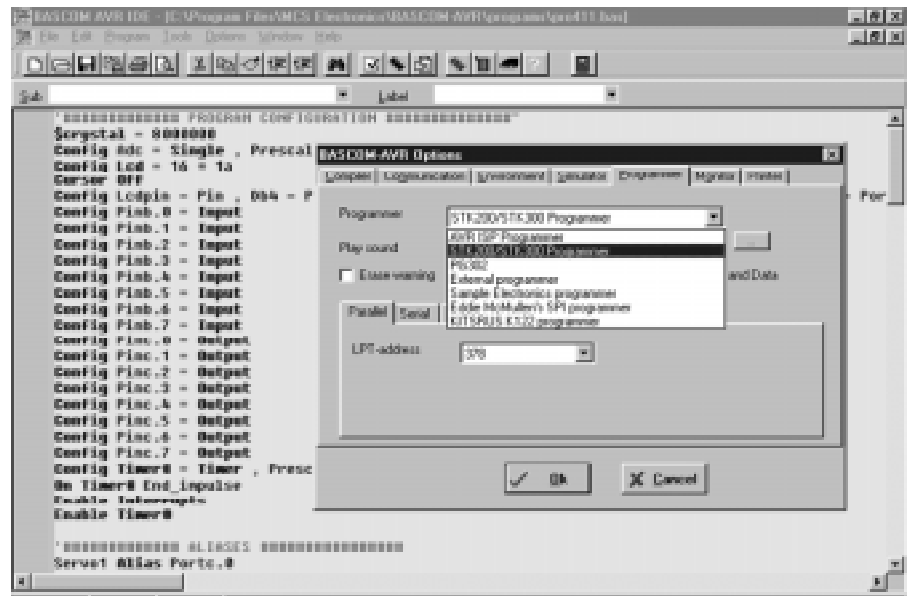 BASCOM-AVR IDE - [C:\Program Files\MCS Electronics\BASCOM-AVR\programs\pro411.bas]
File Edit Program Tools Options Window Help
Sub
Label
'############# PROGRAM CONFIGURATION #############"
$crystal = 8000000
Config Adc = Single , Prescal
Config Lcd = 16 * 1a
Cursor Off
Config Lcdpin = Pin , Db4 = P
= Por
Config Pinb.0 = Input
Config Pinb.1 = Input
Config Pinb.2 = Input
Config Pinb.3 = Input
Config Pinb.4 = Input
Config Pinb.5 = Input
Config Pinb.6 = Input
Config Pinb.7 = Input
Config Pinc.0 = Output
Config Pinc.1 = Output
Config Pinc.2 = Output
Config Pinc.3 = Output
Config Pinc.4 = Output
Config Pinc.5 = Output
Config Pinc.6 = Output
Config Pinc.7 = Output
Config Timer0 = Timer , Presc
On Timer0 End_impulse
Enable Interrupts
Enable Timer0
'############# ALIASES ################
Servo1 Alias Portc.0
BASCOM-AVR Options
Compiler Communication Environment Simulator Programmer Monitor Printer
Programmer
STK200/STK300 Programmer
AVR ISP Programmer
STK200/STK300 Programmer
PG302
External programmer
Sample Electronics programmer
Eddie McMullen's SPI programmer
KITSRUS K122 programmer
Play sound
...
Erase warning
and Data
Parallel Serial
LPT-address
378
Ok
Cancel